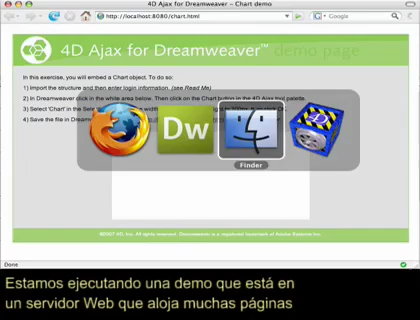 4D Ajax for Dreamweaver - Chart demo
http://localhost:8080/chart.html
Google
4D Ajax for Dreamweaver™ demo page
In this exercise, you will embed a Chart object. To do so:
1) Import the structure and then enter login information. (see Read Me)
2) In Dreamweaver click in the white area below. Then click on the Chart button in the 4D Ajax tool palette.
3) Select 'Chart' in the Sele
4) Save the file in Dream
Dw
Finder
Done
Estamos ejecutando una demo que está en
un servidor Web que aloja muchas páginas